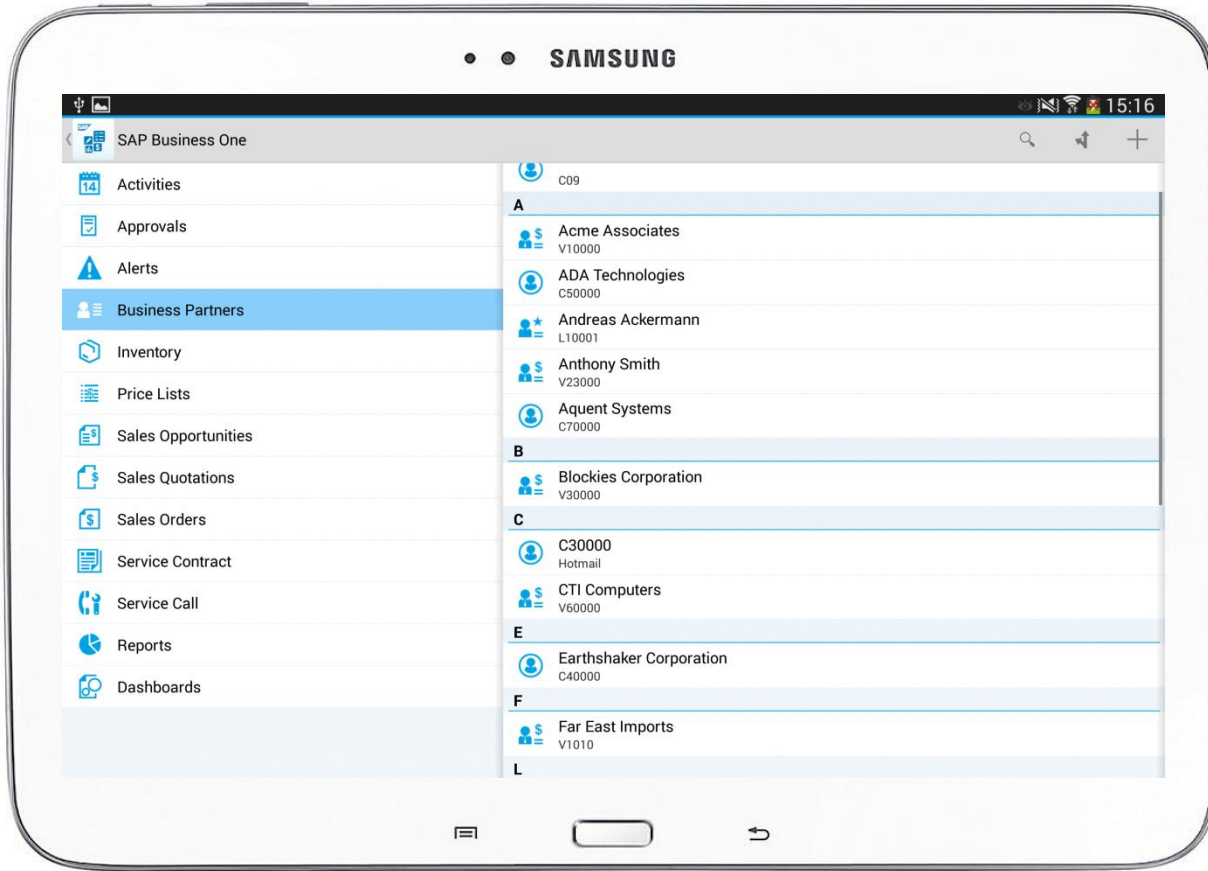 SAMSUNG
15:16
SAP
SAP Business One
14
Activities
Approvals
Alerts
Business Partners
Inventory
Price Lists
Sales Opportunities
Sales Quotations
Sales Orders
Service Contract
Service Call
Reports
Dashboards
C09
A
Acme Associates
V10000
ADA Technologies
C50000
Andreas Ackermann
L10001
Anthony Smith
V23000
Aquent Systems
C70000
B
Blockies Corporation
V30000
C
C30000
Hotmail
CTI Computers
V60000
E
Earthshaker Corporation
C40000
F
Far East Imports
V1010
L